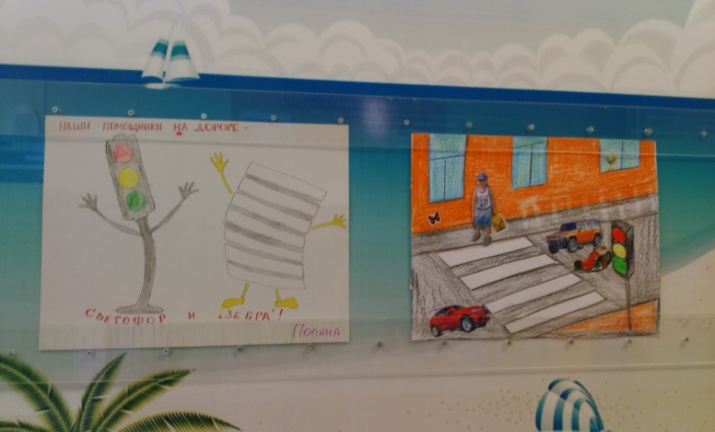 НАШИ ПОМОЩНИКИ НА ДОРОГЕ -
СВЕТОФОР И "ЗЕБРА"!
Полина